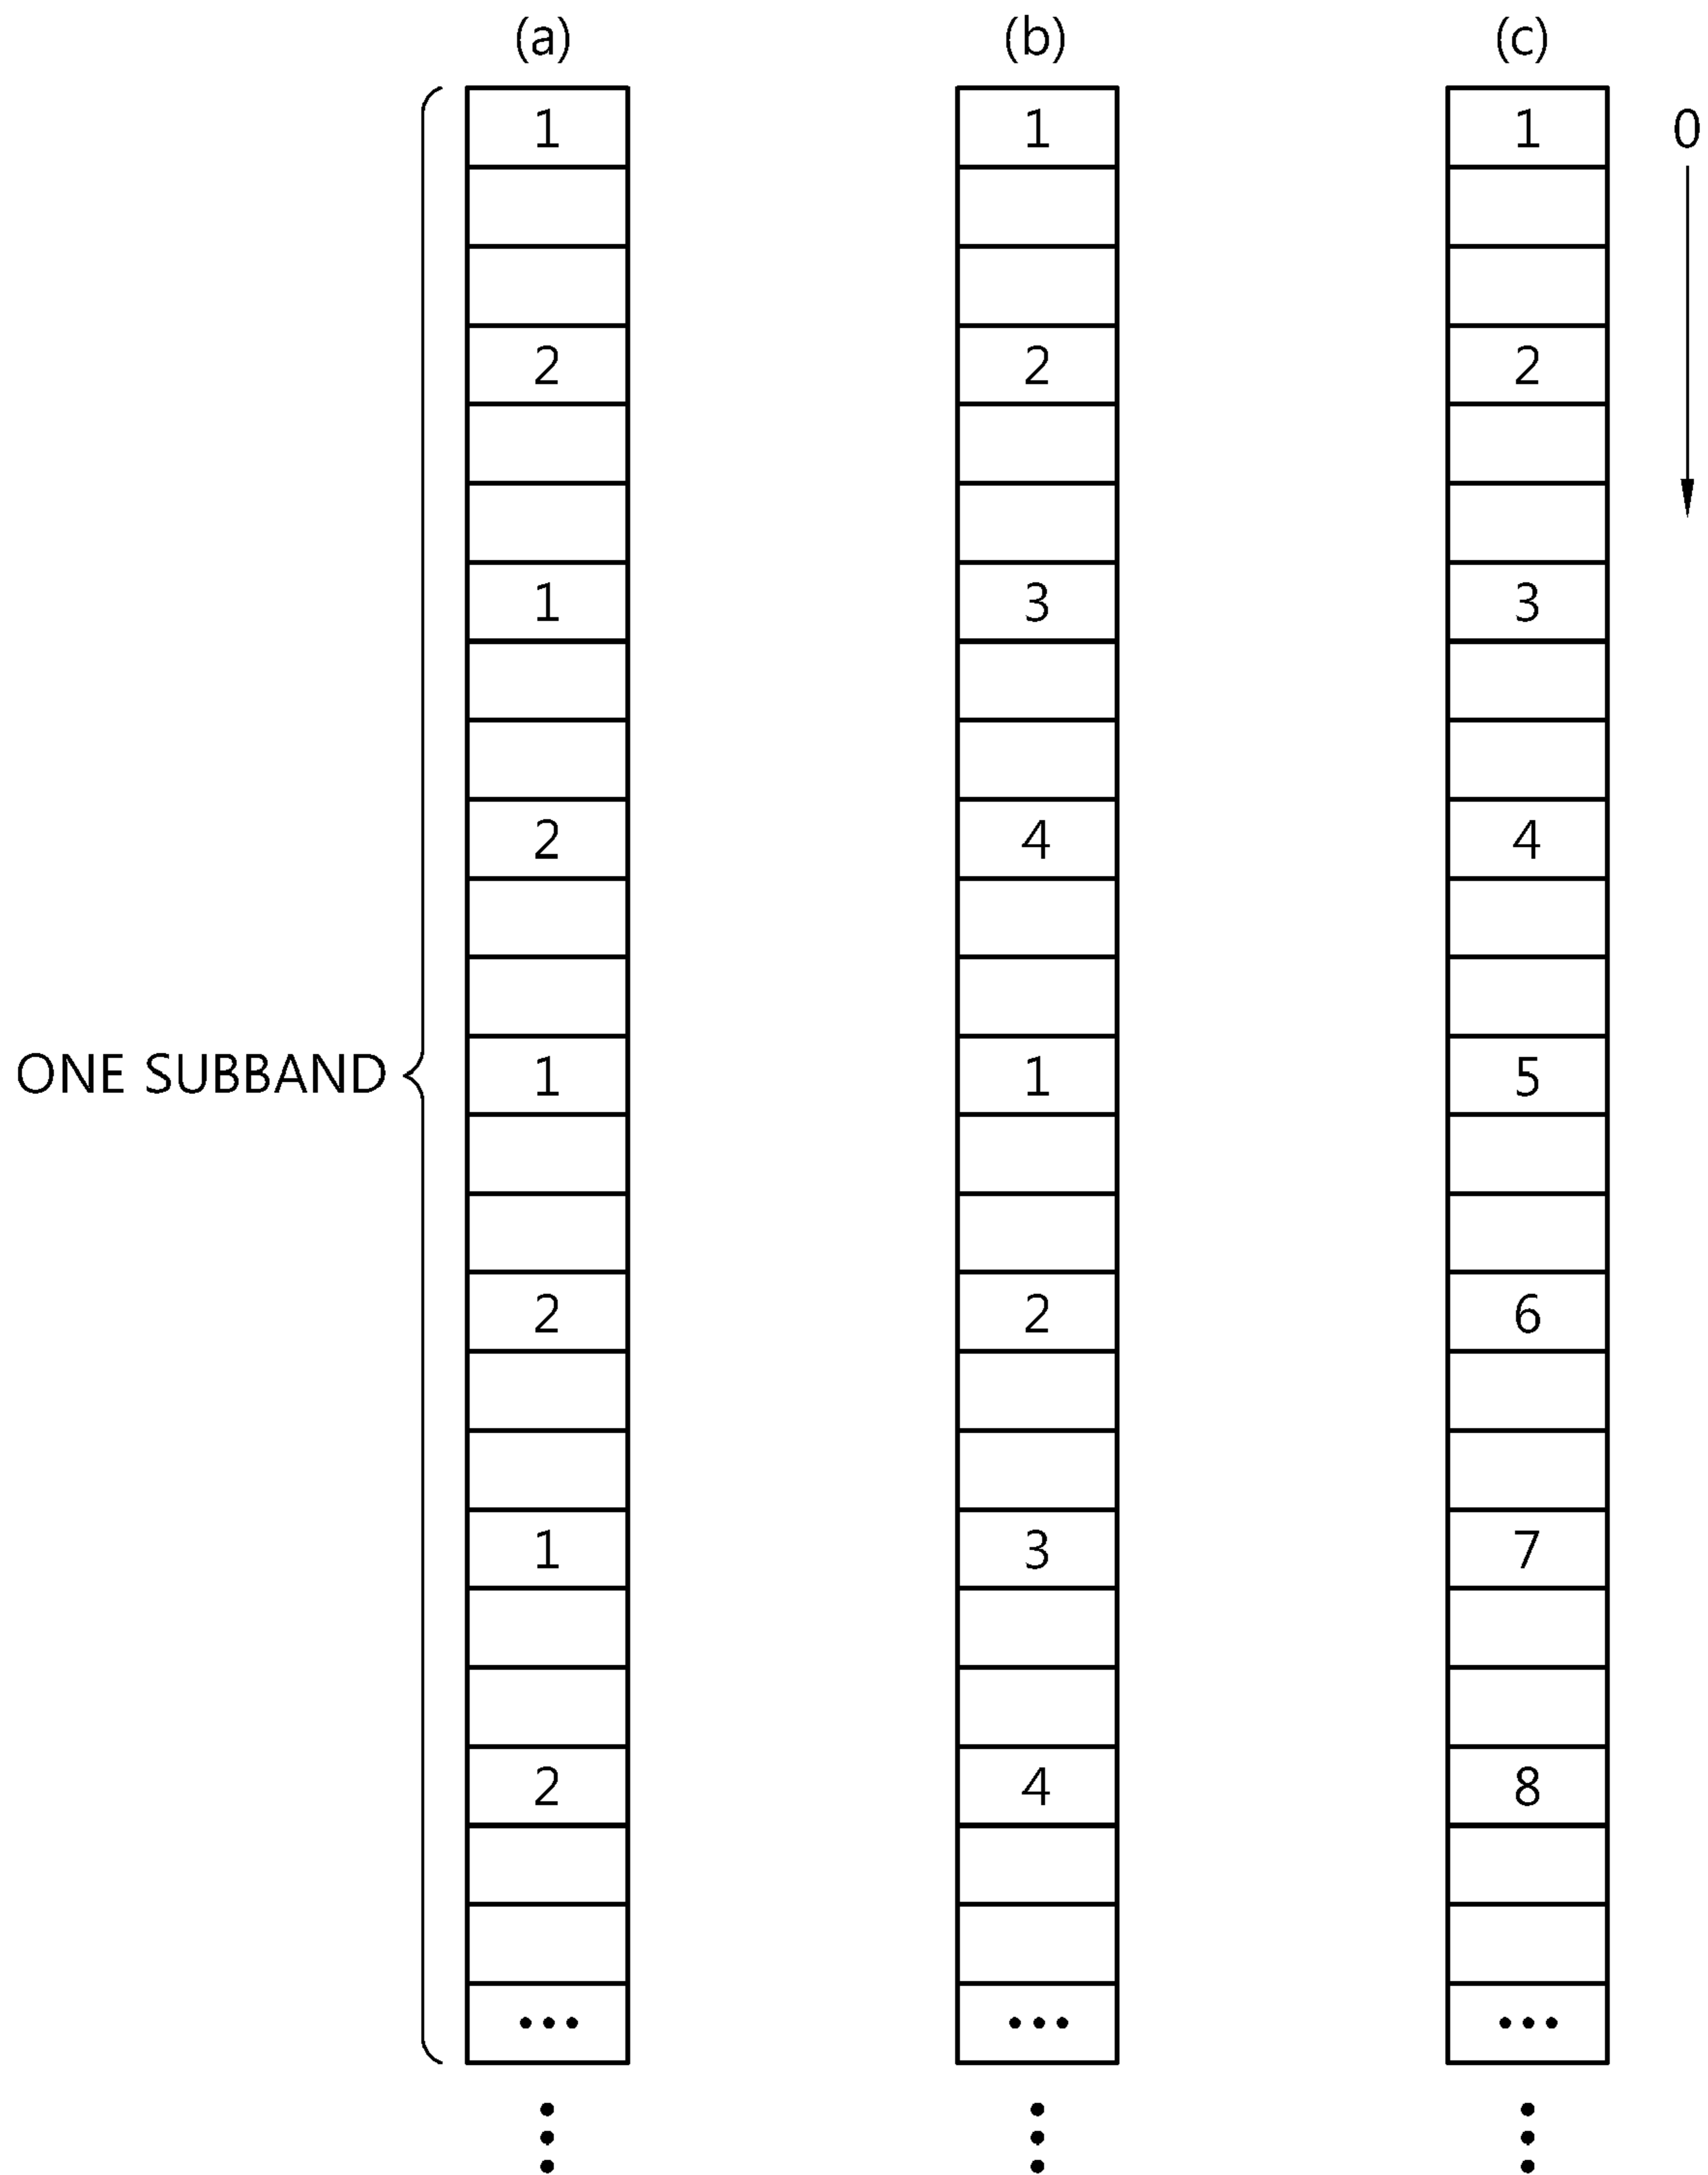 (a) (b) (c)
1 1 1 0
2 2 2
1 3 3
2 4 4
ONE SUBBAND 1 1 5
2 2 6
1 3 7
2 4 8
... ... ...